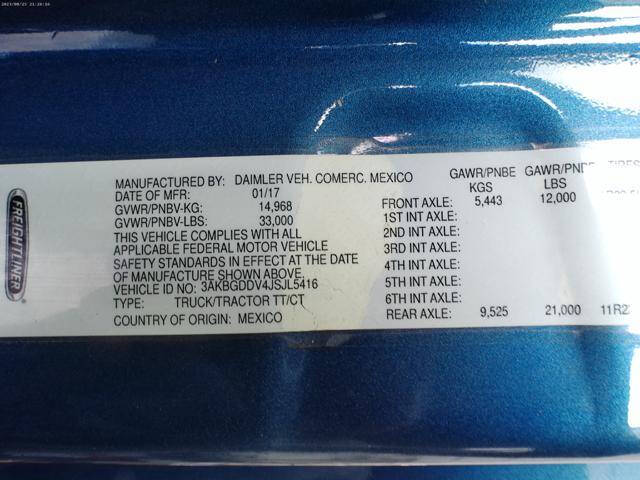 2023/08/25 21:28:54
FREIGHTLINER
MANUFACTURED BY: DAIMLER VEH. COMERC. MEXICO
DATE OF MFR: 01/17
GVWR/PNBV-KG: 14,968
GVWR/PNBV-LBS: 33,000
THIS VEHICLE COMPLIES WITH ALL
APPLICABLE FEDERAL MOTOR VEHICLE
SAFETY STANDARDS IN EFFECT AT THE DATE
OF MANUFACTURE SHOWN ABOVE.
VEHICLE ID NO: 3AKBGDDV4JSJL5416
TYPE: TRUCK/TRACTOR TT/CT
COUNTRY OF ORIGIN: MEXICO
GAWR/PNBE GAWR/PNBE TIRES
KGS LBS
FRONT AXLE: 5,443 12,000
1ST INT AXLE:
2ND INT AXLE:
3RD INT AXLE:
4TH INT AXLE:
5TH INT AXLE:
6TH INT AXLE:
REAR AXLE: 9,525 21,000 11R2